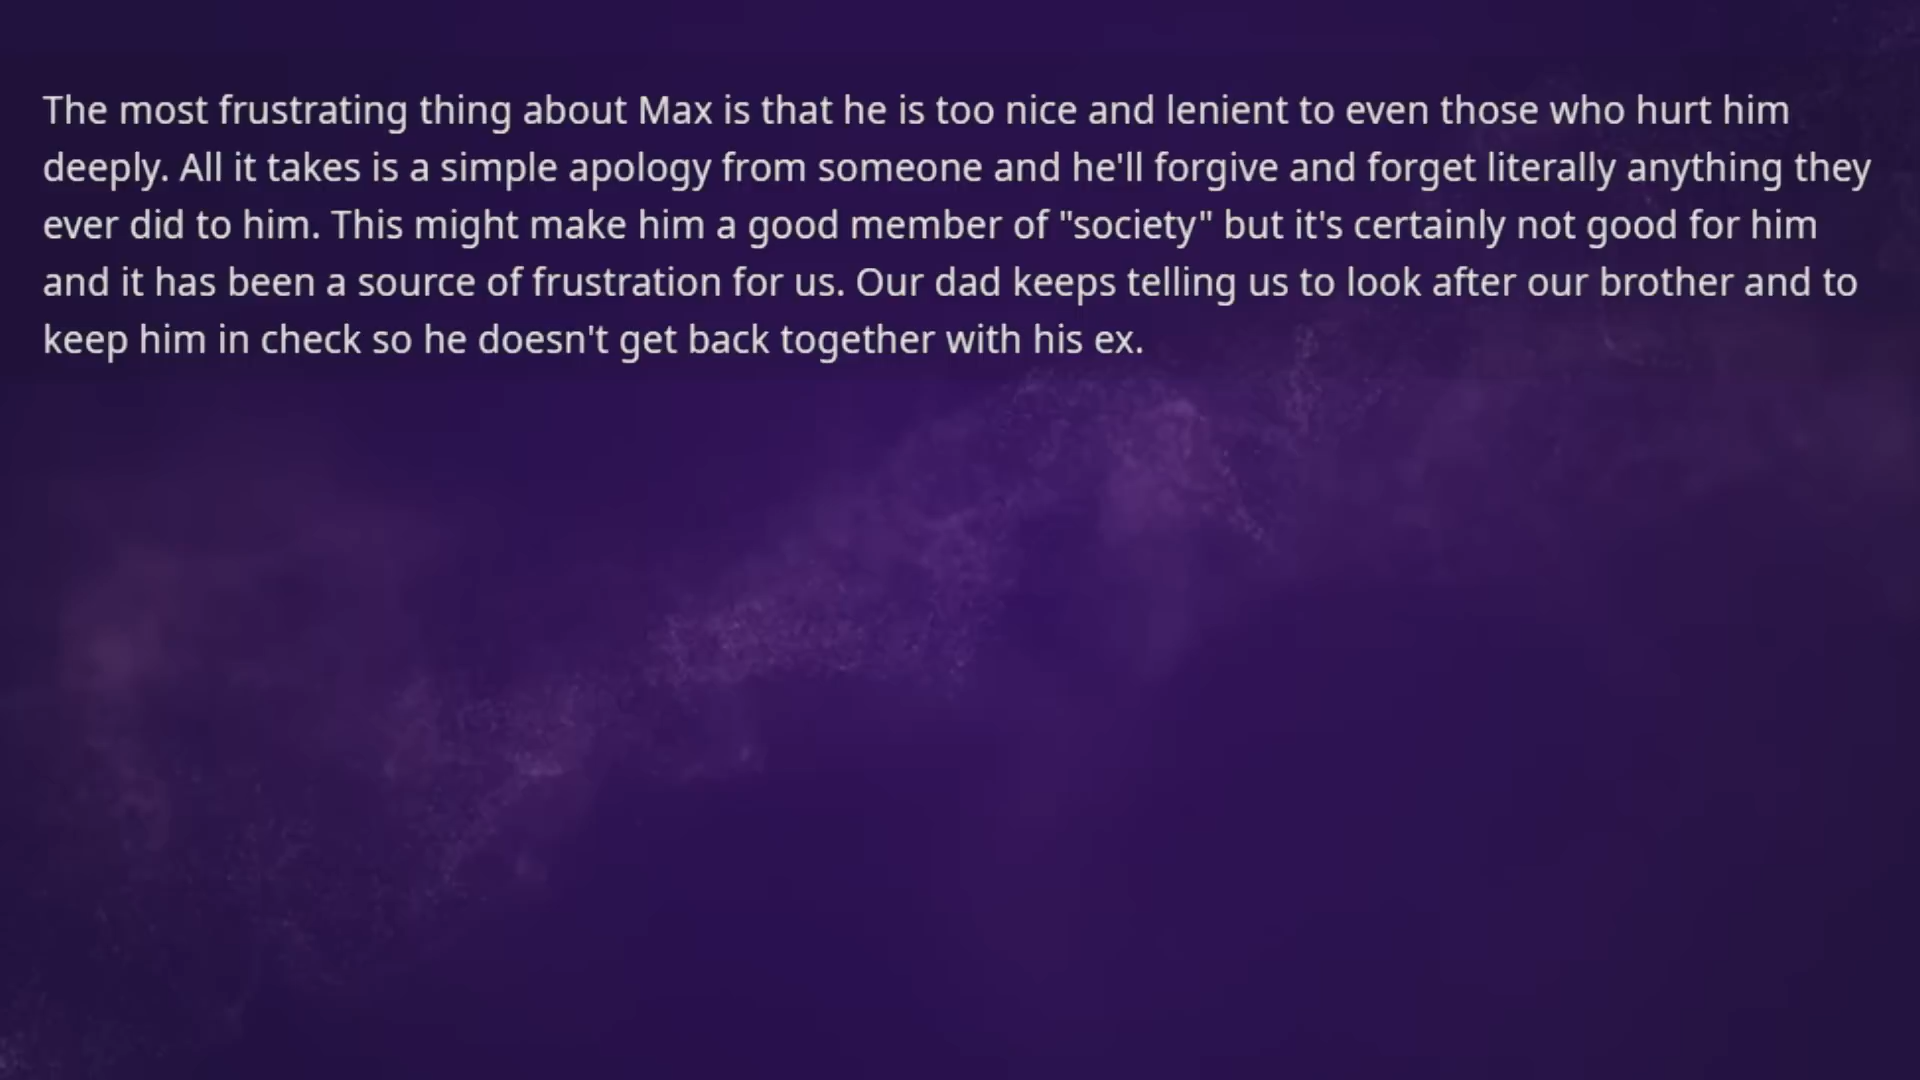 The most frustrating thing about Max is that he is too nice and lenient to even those who hurt him
deeply. All it takes is a simple apology from someone and he'll forgive and forget literally anything they
ever did to him. This might make him a good member of "society" but it's certainly not good for him
and it has been a source of frustration for us. Our dad keeps telling us to look after our brother and to
keep him in check so he doesn't get back together with his ex.